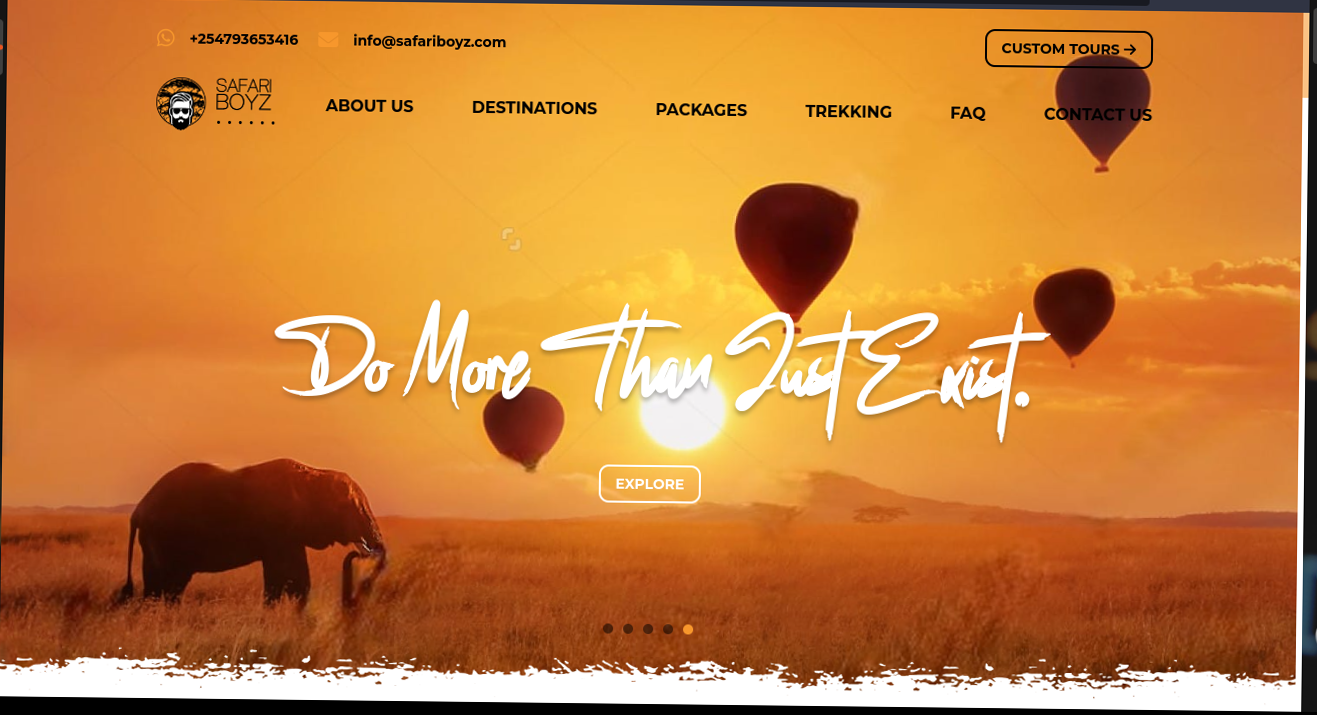 +254793653416 info@safariboyz.com
CUSTOM TOURS →
SAFARI
BOYZ
ABOUT US DESTINATIONS PACKAGES TREKKING FAQ CONTACT US
Do More Than Just Exist.
EXPLORE